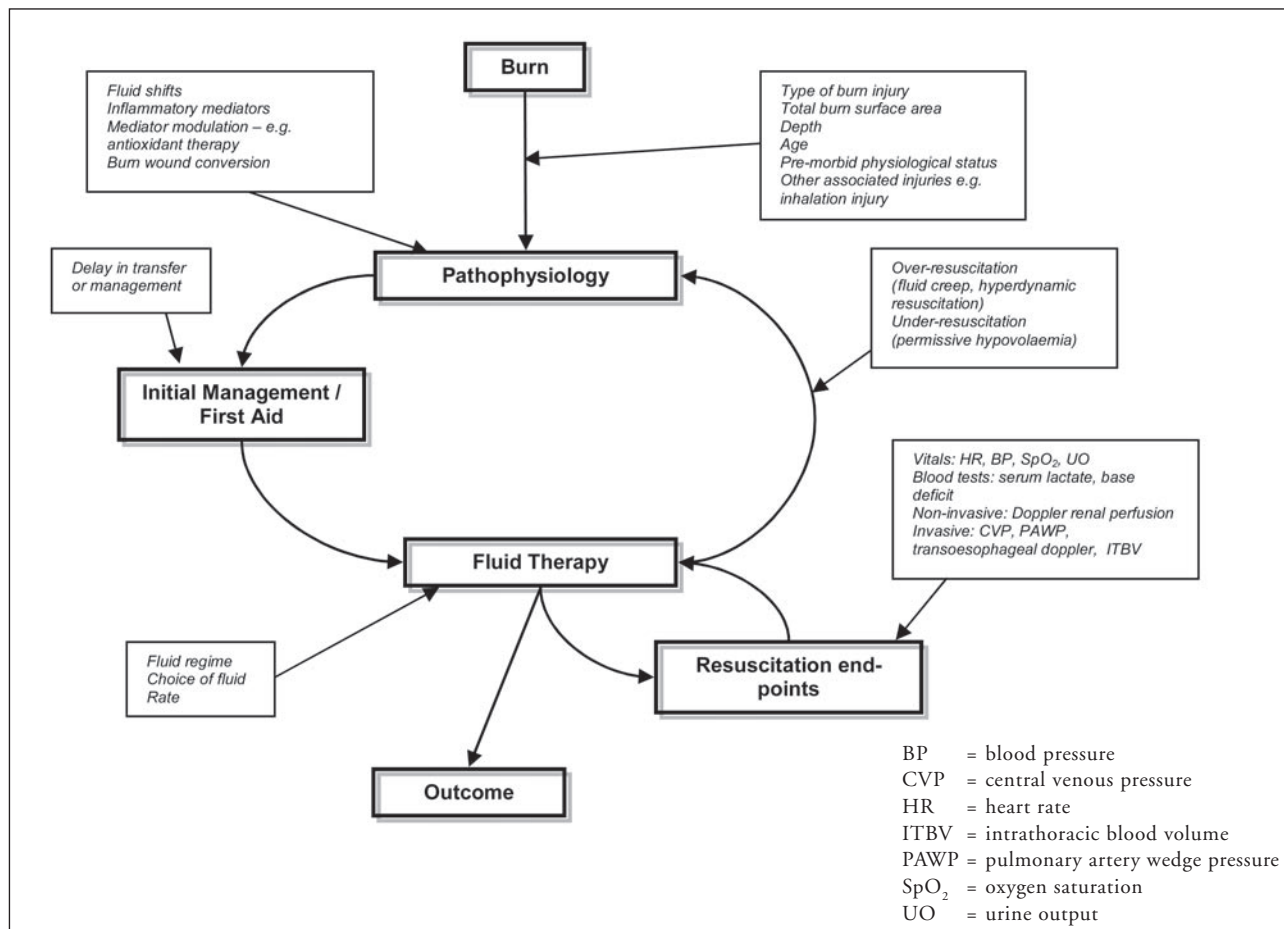 Burn
Fluid shifts
Inflammatory mediators
Mediator modulation – e.g.
antioxidant therapy
Burn wound conversion
Type of burn injury
Total burn surface area
Depth
Age
Pre-morbid physiological status
Other associated injuries e.g.
inhalation injury
Pathophysiology
Delay in transfer
or management
Over-resuscitation
(fluid creep, hyperdynamic
resuscitation)
Under-resuscitation
(permissive hypovolaemia)
Initial Management /
First Aid
Vitals: HR, BP, SpO₂, UO
Blood tests: serum lactate, base
deficit
Non-invasive: Doppler renal perfusion
Invasive: CVP, PAWP,
transoesophageal doppler, ITBV
Fluid Therapy
Fluid regime
Choice of fluid
Rate
Resuscitation end-
points
Outcome
BP = blood pressure
CVP = central venous pressure
HR = heart rate
ITBV = intrathoracic blood volume
PAWP = pulmonary artery wedge pressure
SpO₂ = oxygen saturation
UO = urine output